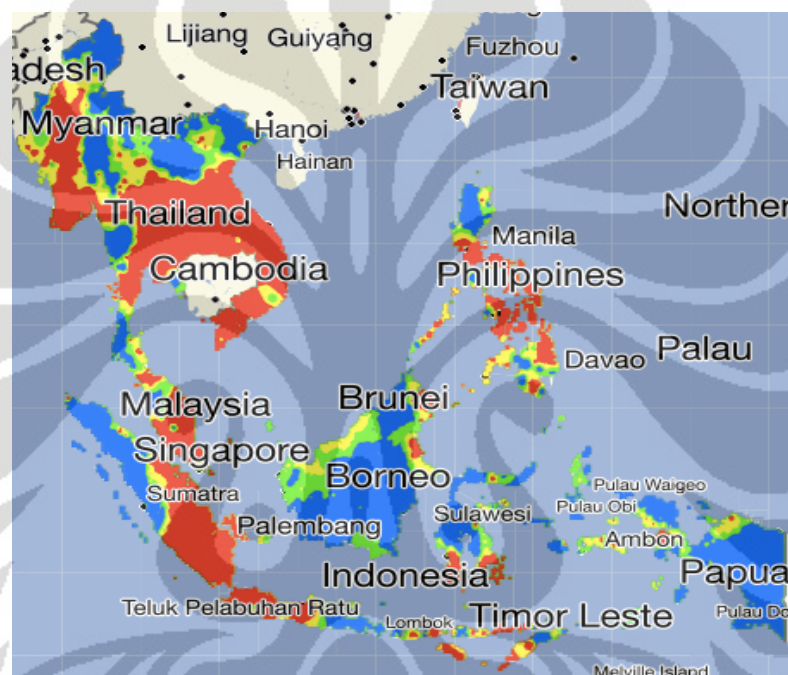 Lijiang
Guiyang
Fuzhou
adesh
Taiwan
Myanmar
Hanoi
Hainan
Thailand
Norther
Manila
Cambodia
Philippines
Palau
Davao
Malaysia
Brunei
Singapore
Borneo
Sumatra
Pulau Waigeo
Pulau Obi
Sulawesi
Palembang
Ambon
Indonesia
Papua
Teluk Pelabuhan Ratu
Lombok
Timor Leste
Pulau Do
Melville Island